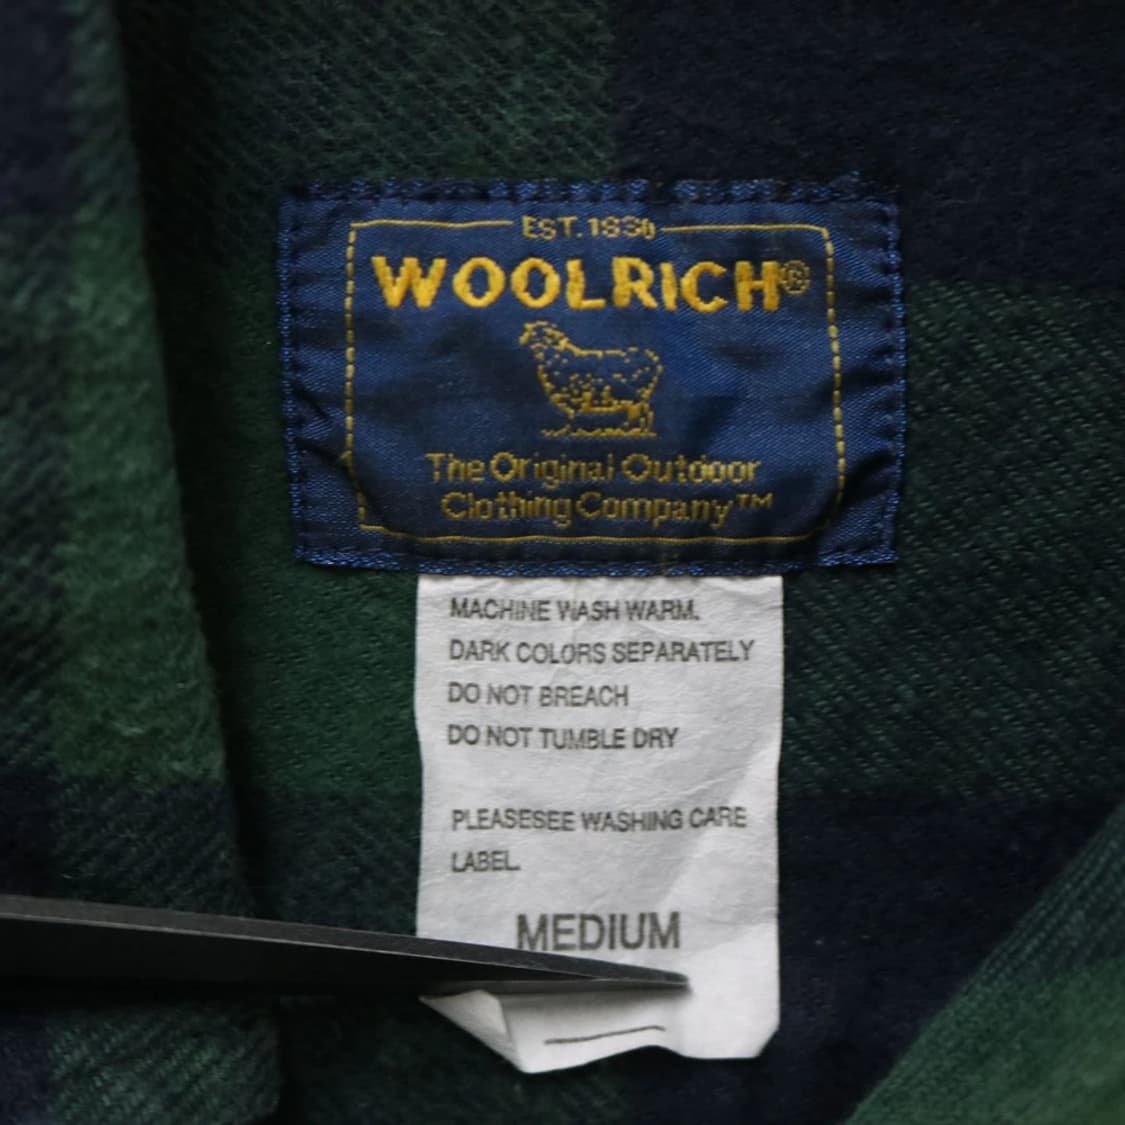 EST. 1830
WOOLRICH®
The Original Outdoor
Clothing Company™
MACHINE WASH WARM.
DARK COLORS SEPARATELY
DO NOT BREACH
DO NOT TUMBLE DRY
PLEASESEE WASHING CARE
LABEL.
MEDIUM